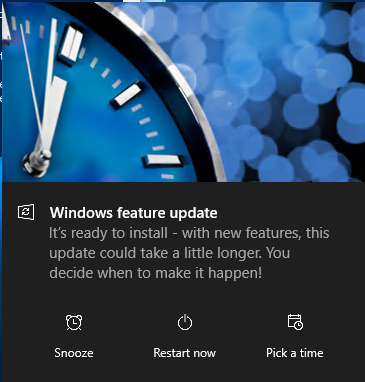 Windows feature update
It's ready to install - with new features, this
update could take a little longer. You
decide when to make it happen!
Snooze
Restart now
Pick a time